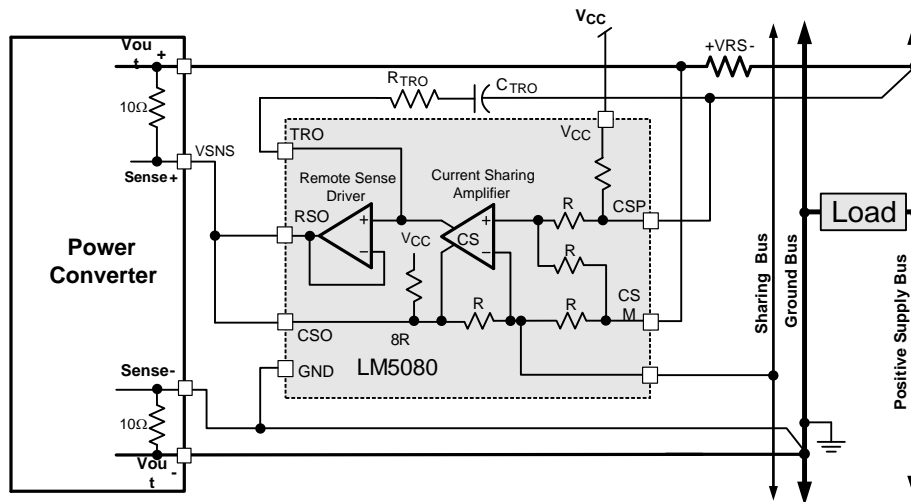 VCC
Vou
t
+
+VRS-
RTRO
CTRO
10Ω
VCC
TRO
VSNS
Sense+
Remote Sense
Driver
Current Sharing
Amplifier
RSO
+
−
VCC
CS
+
−
R
CSP
R
Power
Converter
R
R
CS
M
CSO
8R
LM5080
GND
Sense-
10Ω
Vou
t
-
Sharing Bus
Ground Bus
Load
Positive Supply Bus